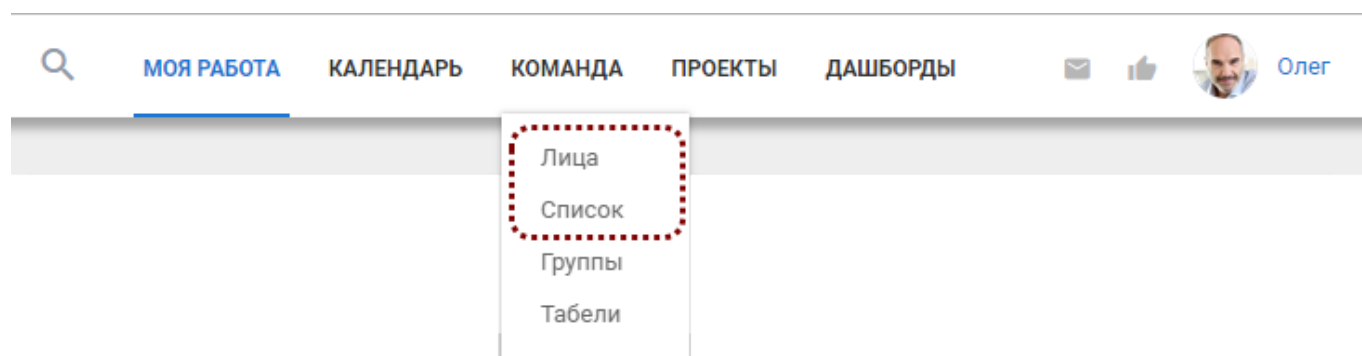 МОЯ РАБОТА КАЛЕНДАРЬ КОМАНДА ПРОЕКТЫ ДАШБОРДЫ Олег
Лица
Список
Группы
Табели